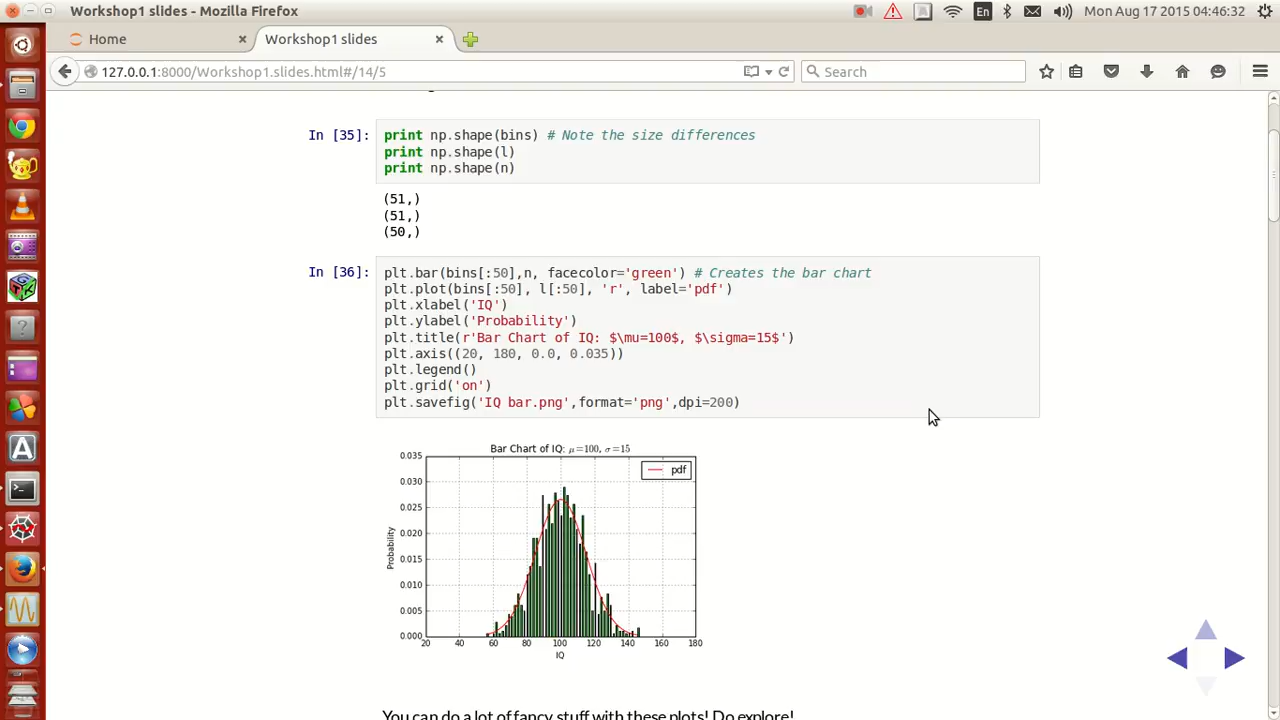 Workshop1 slides - Mozilla Firefox
En
Mon Aug 17 2015 04:46:32
Home
Workshop1 slides
127.0.0.1:8000/Workshop1.slides.html#/14/5
Search
In [35]:
print np.shape(bins) # Note the size differences
print np.shape(l)
print np.shape(n)
(51,)
(51,)
(50,)
In [36]:
plt.bar(bins[:50],n, facecolor='green') # Creates the bar chart
plt.plot(bins[:50], l[:50], 'r', label='pdf')
plt.xlabel('IQ')
plt.ylabel('Probability')
plt.title(r'Bar Chart of IQ: $\mu=100$, $\sigma=15$')
plt.axis((20, 180, 0.0, 0.035))
plt.legend()
plt.grid('on')
plt.savefig('IQ bar.png',format='png',dpi=200)
Bar Chart of IQ: μ=100, σ=15
pdf
0.035
0.030
0.025
0.020
0.015
0.010
0.005
0.000
Probability
20 40 60 80 100 120 140 160 180
IQ
You can do a lot of fancy stuff with these plots! Do explore!